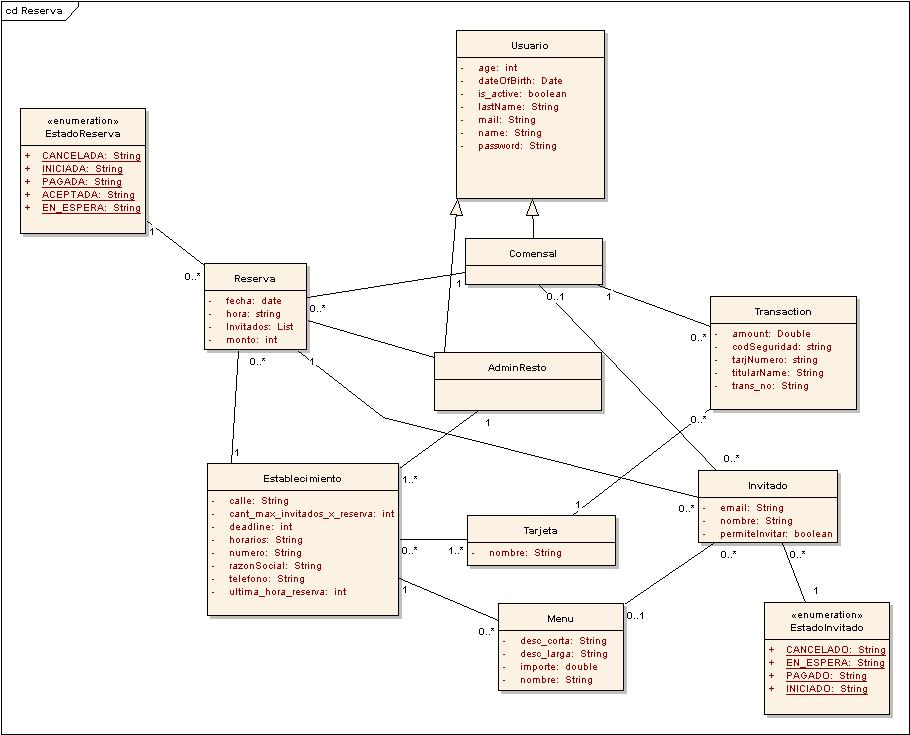 cd Reserva
Usuario
- age: int
- dateOfBirth: Date
- is_active: boolean
- lastName: String
- mail: String
- name: String
- password: String
«enumeration»
EstadoReserva
+ CANCELADA: String
+ INICIADA: String
+ PAGADA: String
+ ACEPTADA: String
+ EN_ESPERA: String
1
0..*
Reserva
- fecha: date
- hora: string
- Invitados: List
- monto: int
0..*
1
Comensal
1
0..*
0..1
0..*
Transaction
- amount: Double
- codSeguridad: string
- tarjNumero: string
- titularName: String
- trans_no: String
AdminResto
1
1..*
0..*
1
1
0..*
0..*
1
Establecimiento
- calle: String
- cant_max_invitados_x_reserva: int
- deadline: int
- horarios: String
- numero: String
- razonSocial: String
- telefono: String
- ultima_hora_reserva: int
0..*
1..*
Tarjeta
- nombre: String
Invitado
- email: String
- nombre: String
- permiteInvitar: boolean
1
0..*
0..*
0..1
0..*
1
Menu
- desc_corta: String
- desc_larga: String
- importe: double
- nombre: String
«enumeration»
EstadoInvitado
+ CANCELADO: String
+ EN_ESPERA: String
+ PAGADO: String
+ INICIADO: String